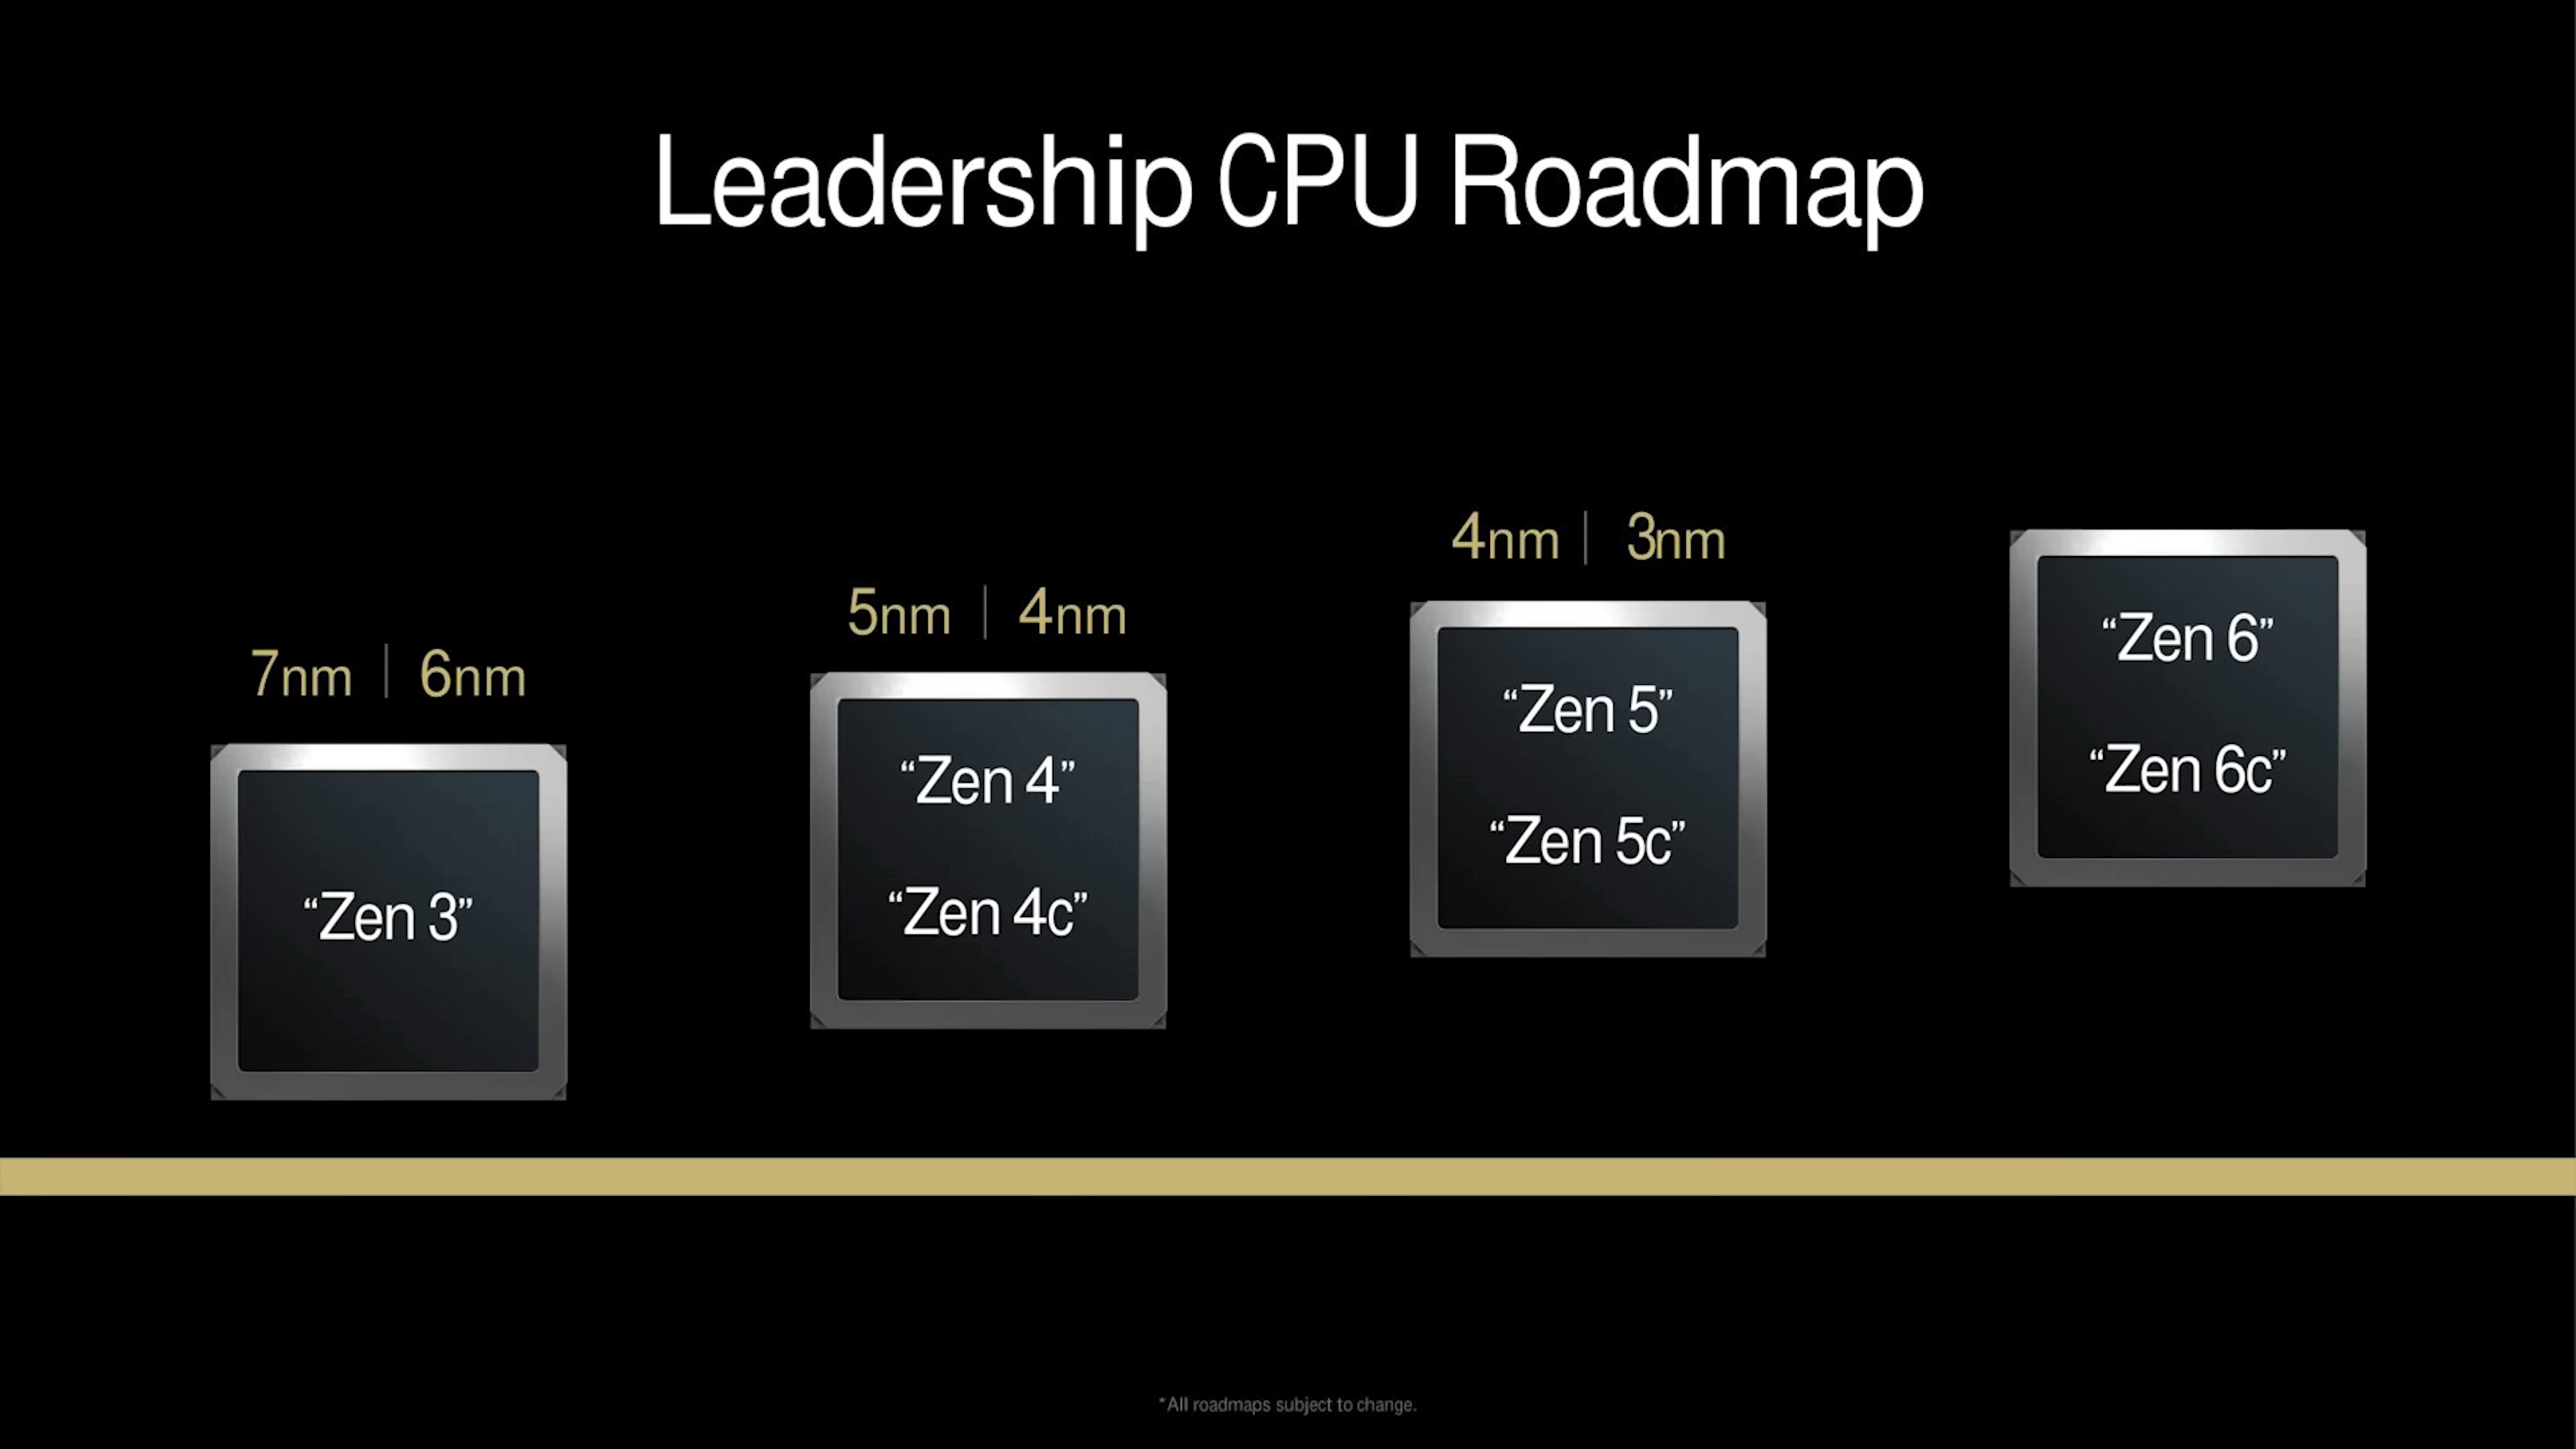 Leadership CPU Roadmap
7nm | 6nm
“Zen 3”
5nm | 4nm
“Zen 4”
“Zen 4c”
4nm | 3nm
“Zen 5”
“Zen 5c”
“Zen 6”
“Zen 6c”
*All roadmaps subject to change.